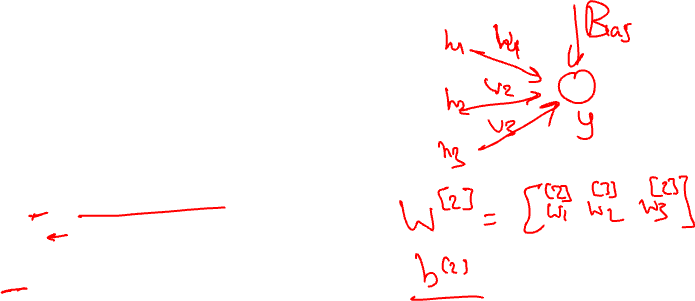 h1 w1 Bias
h2 w2
w3 y
h3
W[2] = [w1[2] w2[2] w3[2]]
b[2]